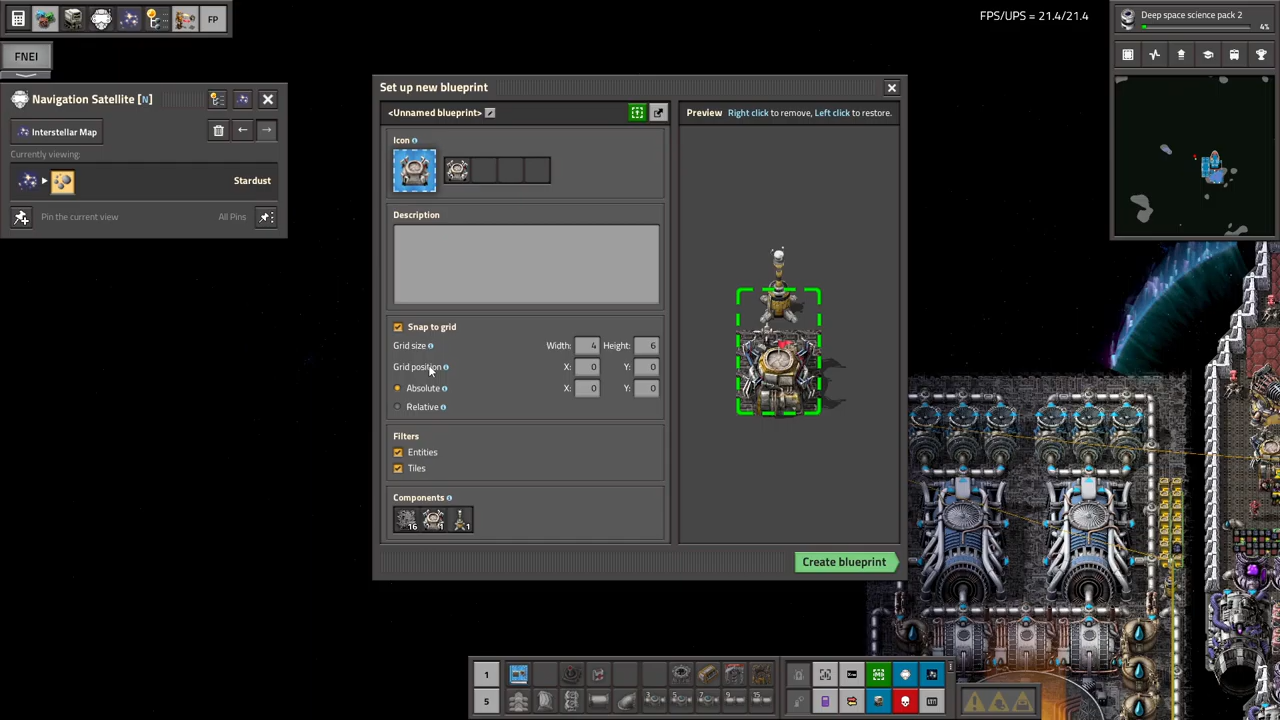 FP
FPS/UPS = 21.4/21.4
Deep space science pack 2
4%
FNEI
Navigation Satellite [N]
Interstellar Map
Currently viewing:
Stardust
Pin the current view
All Pins
Set up new blueprint
<Unnamed blueprint>
Preview Right click to remove, Left click to restore.
Icon
Description
Snap to grid
Grid size
Width: 4 Height: 6
Grid position
X: 0 Y: 0
Absolute
X: 0 Y: 0
Relative
Filters
Entities
Tiles
Components
16 1 1
Create blueprint
1
5